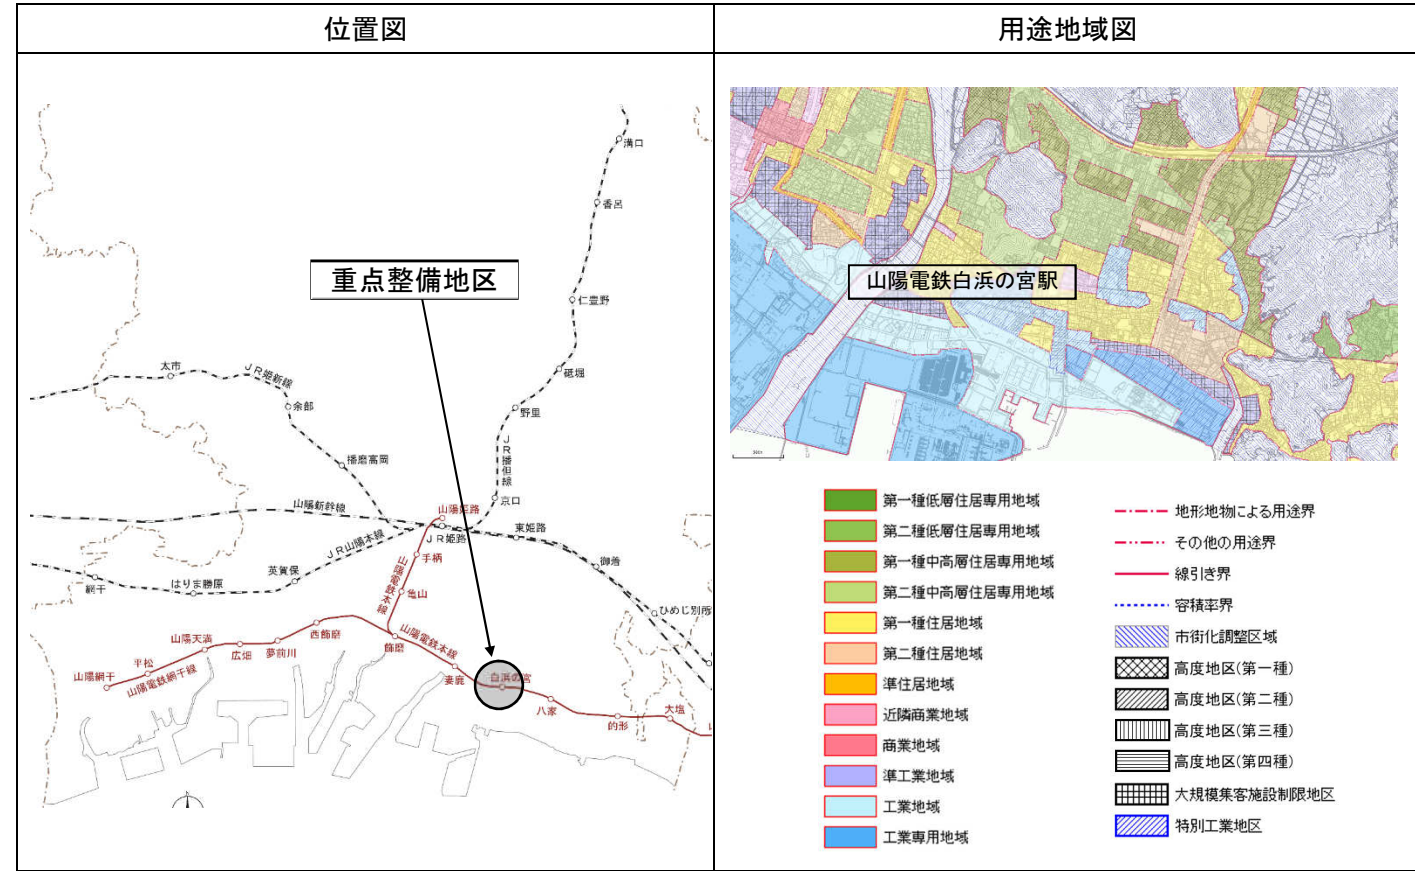 位置図
用途地域図
溝口
香呂
重点整備地区
仁豊野
太市
JR姫新線
余部
砥堀
野里
JR播但線
播磨高岡
京口
山陽新幹線
山陽姫路
JR姫路
東姫路
JR山陽本線
手柄
御着
英賀保
網干
はりま勝原
山陽電鉄本線
亀山
ひめじ別所
山陽天満
広畑
夢前川
西飾磨
飾磨
山陽電鉄本線
平松
山陽網干
山陽電鉄網干線
妻鹿
白浜の宮
八家
的形
大塩
山陽電鉄白浜の宮駅
第一種低層住居専用地域
第二種低層住居専用地域
第一種中高層住居専用地域
第二種中高層住居専用地域
第一種住居地域
第二種住居地域
準住居地域
近隣商業地域
商業地域
準工業地域
工業地域
工業専用地域
地形地物による用途界
その他の用途界
線引き界
容積率界
市街化調整区域
高度地区(第一種)
高度地区(第二種)
高度地区(第三種)
高度地区(第四種)
大規模集客施設制限地区
特別工業地区